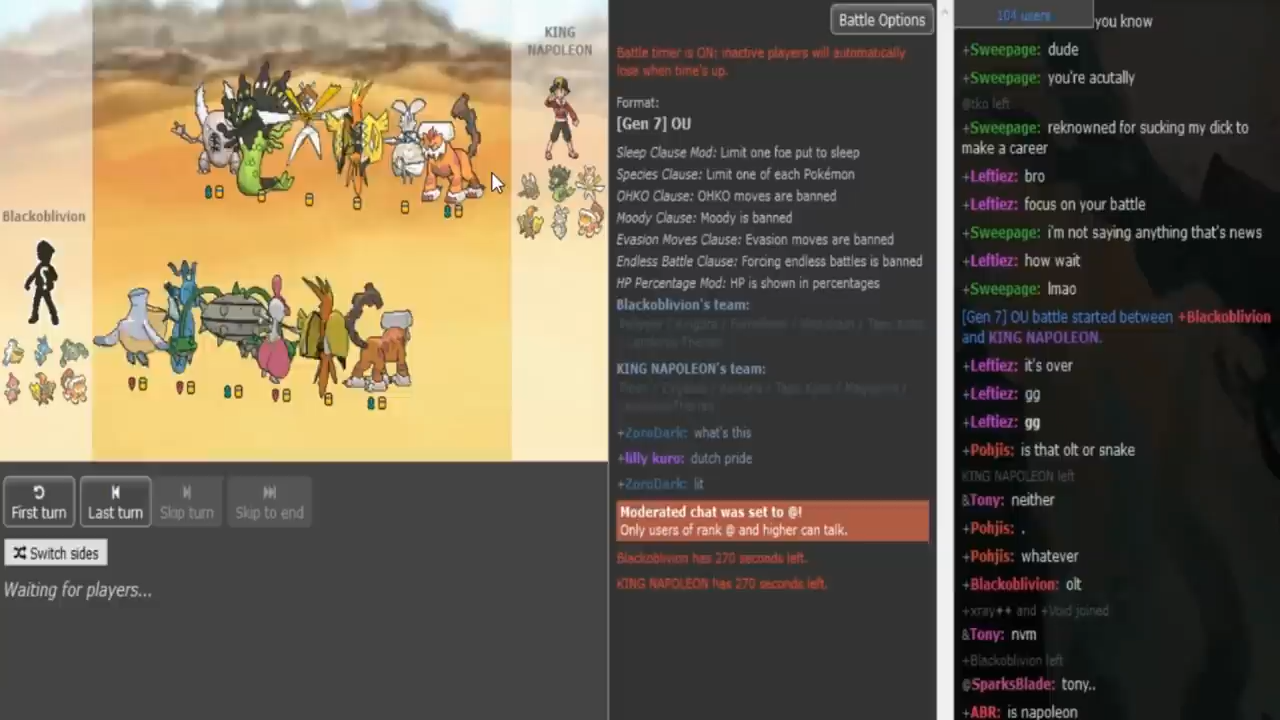 KING
NAPOLEON
Blackoblivion
First turn
Last turn
Skip turn
Skip to end
Switch sides
Waiting for players...
Battle Options
Battle timer is ON: inactive players will automatically
lose when time's up.
Format:
[Gen 7] OU
Sleep Clause Mod: Limit one foe put to sleep
Species Clause: Limit one of each Pokémon
OHKO Clause: OHKO moves are banned
Moody Clause: Moody is banned
Evasion Moves Clause: Evasion moves are banned
Endless Battle Clause: Forcing endless battles is banned
HP Percentage Mod: HP is shown in percentages
Blackoblivion's team:
KING NAPOLEON's team:
+ZoroDark: what's this
+lilly kuro: dutch pride
+ZoroDark: lit
Moderated chat was set to @!
Only users of rank @ and higher can talk.
Blackoblivion has 270 seconds left.
KING NAPOLEON has 270 seconds left.
104 users
you know
+Sweepage: dude
+Sweepage: you're acutally
@tko left
+Sweepage: reknowned for sucking my dick to
make a career
+Leftiez: bro
+Leftiez: focus on your battle
+Sweepage: i'm not saying anything that's news
+Leftiez: how wait
+Sweepage: lmao
[Gen 7] OU battle started between +Blackoblivion
and KING NAPOLEON.
+Leftiez: it's over
+Leftiez: gg
+Leftiez: gg
+Pohjis: is that olt or snake
KING NAPOLEON left
&Tony: neither
+Pohjis: .
+Pohjis: whatever
+Blackoblivion: olt
+xray✦✦ and +Void joined
&Tony: nvm
+Blackoblivion left
@SparksBlade: tony..
+ABR: is napoleon